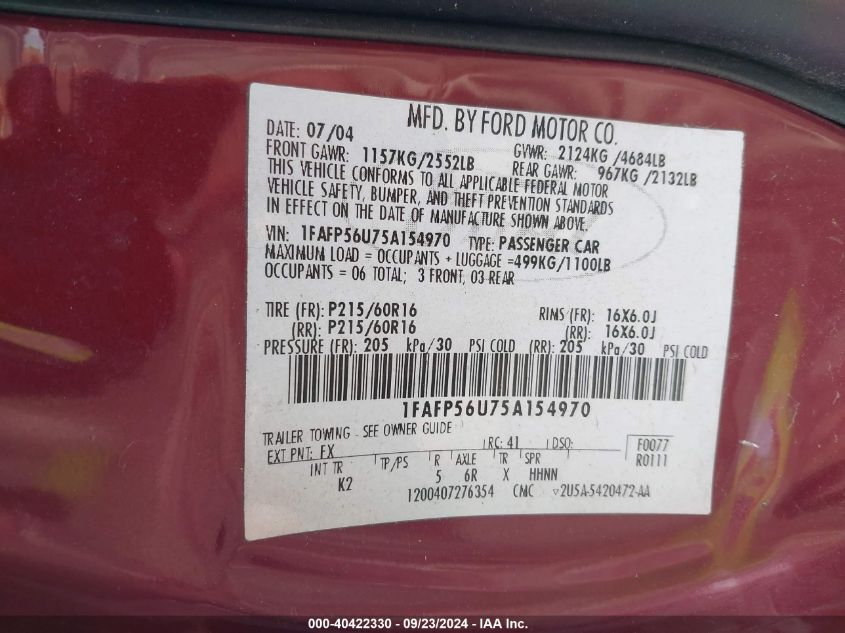 MFD. BY FORD MOTOR CO.
DATE: 07/04 GVWR: 2124KG /4684LB
FRONT GAWR: 1157KG/2552LB REAR GAWR: 967KG /2132LB
THIS VEHICLE CONFORMS TO ALL APPLICABLE FEDERAL MOTOR
VEHICLE SAFETY, BUMPER, AND THEFT PREVENTION STANDARDS
IN EFFECT ON THE DATE OF MANUFACTURE SHOWN ABOVE.
VIN: 1FAFP56U75A154970 TYPE: PASSENGER CAR
MAXIMUM LOAD = OCCUPANTS + LUGGAGE =499KG/1100LB
OCCUPANTS = 06 TOTAL; 3 FRONT, 03 REAR
TIRE (FR): P215/60R16 RIMS (FR): 16X6.0J
(RR): P215/60R16 (RR): 16X6.0J
PRESSURE (FR): 205 kPa/30 PSI COLD (RR): 205 kPa/30 PSI COLD
1FAFP56U75A154970
TRAILER TOWING - SEE OWNER GUIDE
EXT PNT: FX RC: 41 DSO: F0077
R0111
INT TR TP/PS R AXLE TR SPR
K2 5 6R X HHNN
1200407276354 CMC 2U5A-5420472-AA
000-40422330 - 09/23/2024 - IAA Inc.